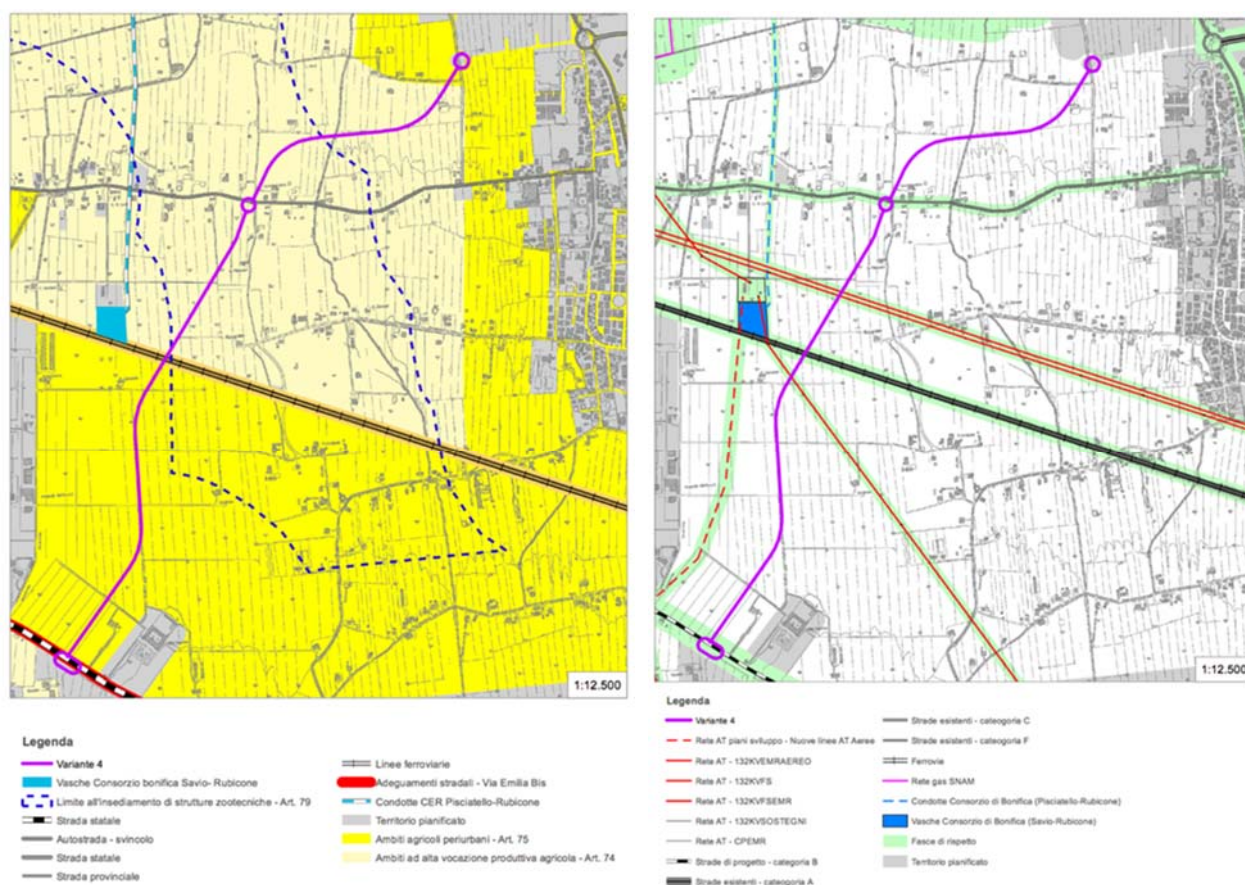 1:12.500
Legenda
Variante 4
Vasche Consorzio bonifica Savio- Rubicone
Limite all'insediamento di strutture zootecniche - Art. 79
Strada statale
Autostrada - svincolo
Strada statale
Strada provinciale
Linee ferroviarie
Adeguamenti stradali - Via Emilia Bis
Condotte CER Pisciatello-Rubicone
Territorio pianificato
Ambiti agricoli periurbani - Art. 75
Ambiti ad alta vocazione produttiva agricola - Art. 74
1:12.500
Legenda
Variante 4
Rete AT piani sviluppo - Nuove linee AT Aeree
Rete AT - 132KVEMRAEREO
Rete AT - 132KVFS
Rete AT - 132KVFSEMR
Rete AT - 132KVSOSTEGNI
Rete AT - CPEMR
Strade di progetto - categoria B
Strade esistenti - categoria A
Strade esistenti - cateogoria C
Strade esistenti - categoria F
Ferrovie
Rete gas SNAM
Condotte Consorzio di Bonifica (Pisciatello-Rubicone)
Vasche Consorzio di Bonifica (Savio-Rubicone)
Fasce di rispetto
Territorio pianificato